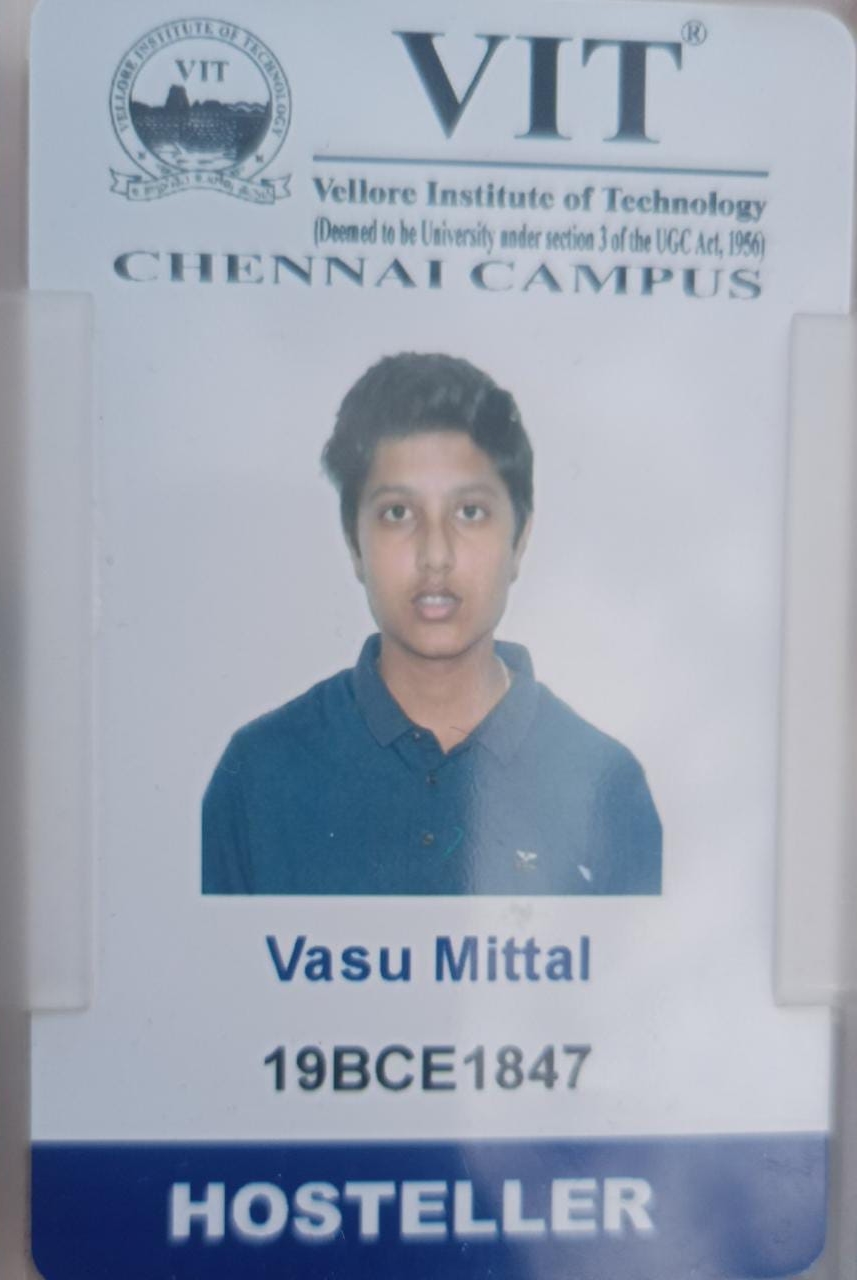 VELLORE INSTITUTE OF TECHNOLOGY
VIT
VIT®
Vellore Institute of Technology
(Deemed to be University under section 3 of the UGC Act, 1956)
CHENNAI CAMPUS
Vasu Mittal
19BCE1847
HOSTELLER